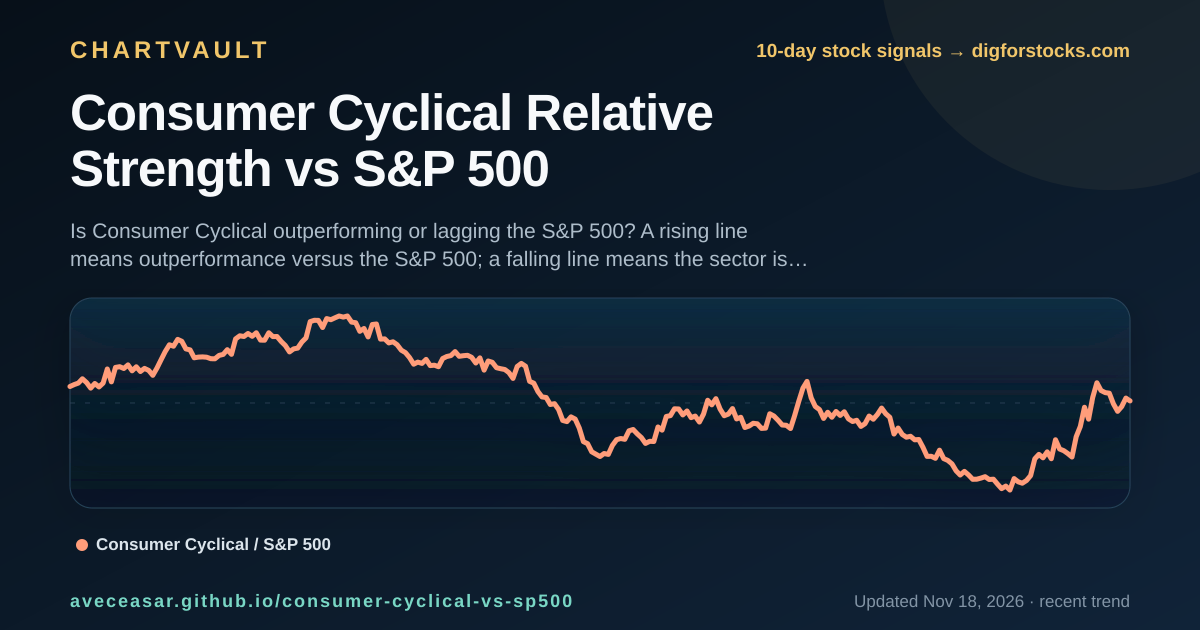 CHARTVAULT
10-day stock signals → digforstocks.com
Consumer Cyclical Relative
Strength vs S&P 500
Is Consumer Cyclical outperforming or lagging the S&P 500? A rising line
means outperformance versus the S&P 500; a falling line means the sector is…
Consumer Cyclical / S&P 500
aveceasar.github.io/consumer-cyclical-vs-sp500
Updated Nov 18, 2026 · recent trend